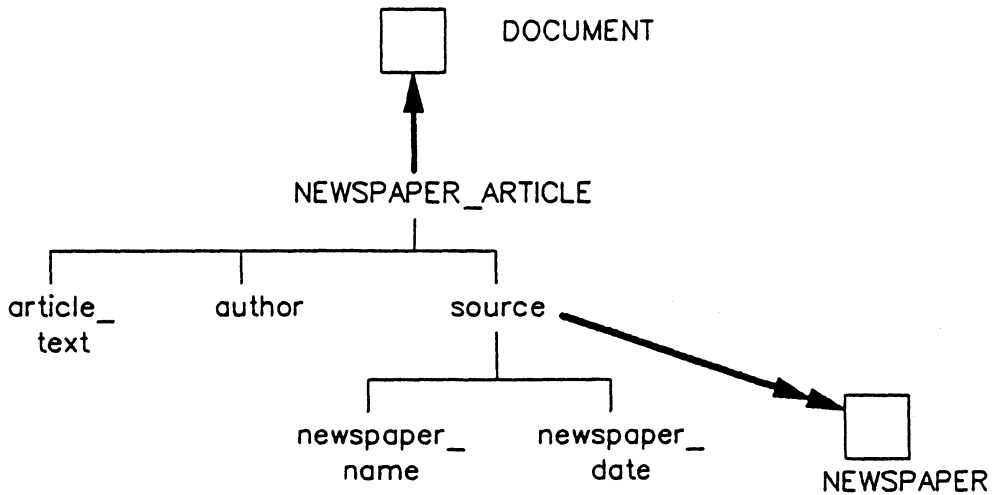 DOCUMENT
NEWSPAPER_ARTICLE
article_
text
author
source
newspaper_
name
newspaper_
date
NEWSPAPER